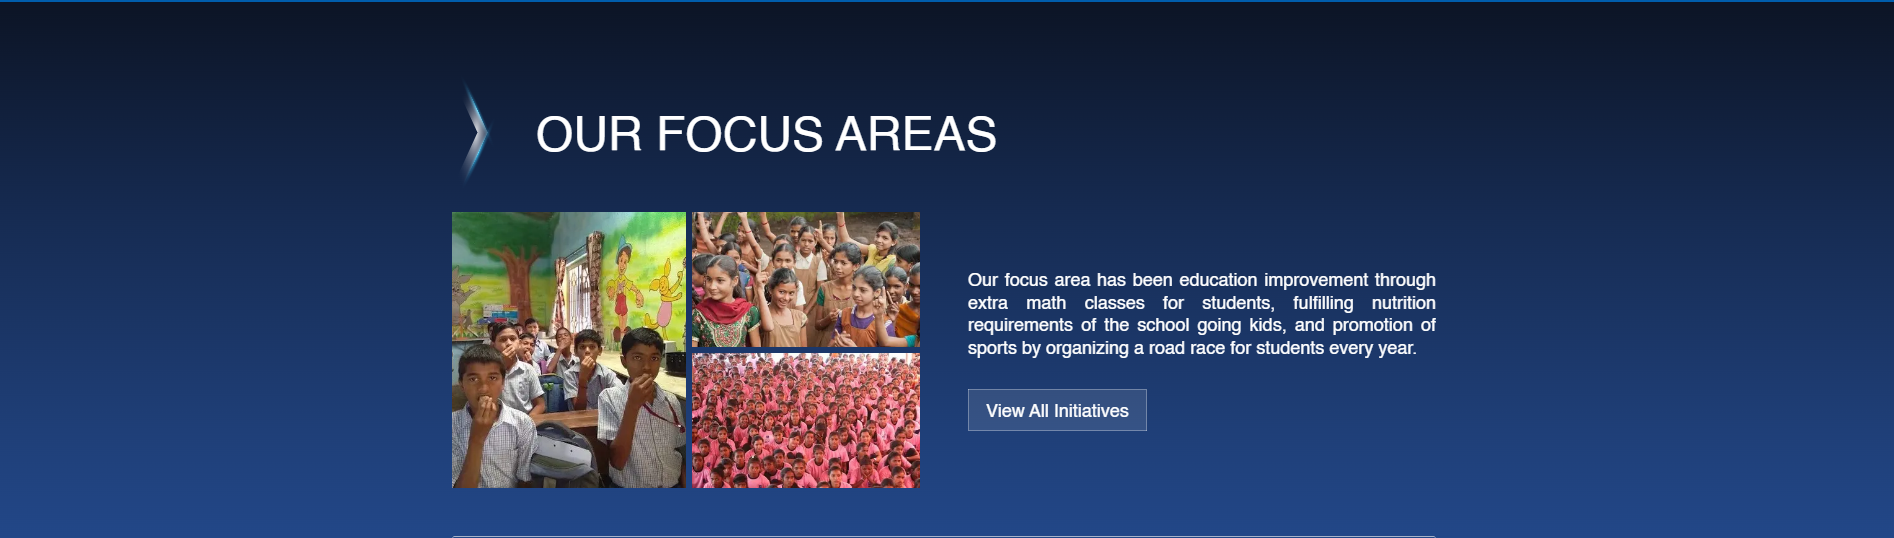 OUR FOCUS AREAS
Our focus area has been education improvement through
extra math classes for students, fulfilling nutrition
requirements of the school going kids, and promotion of
sports by organizing a road race for students every year.
View All Initiatives